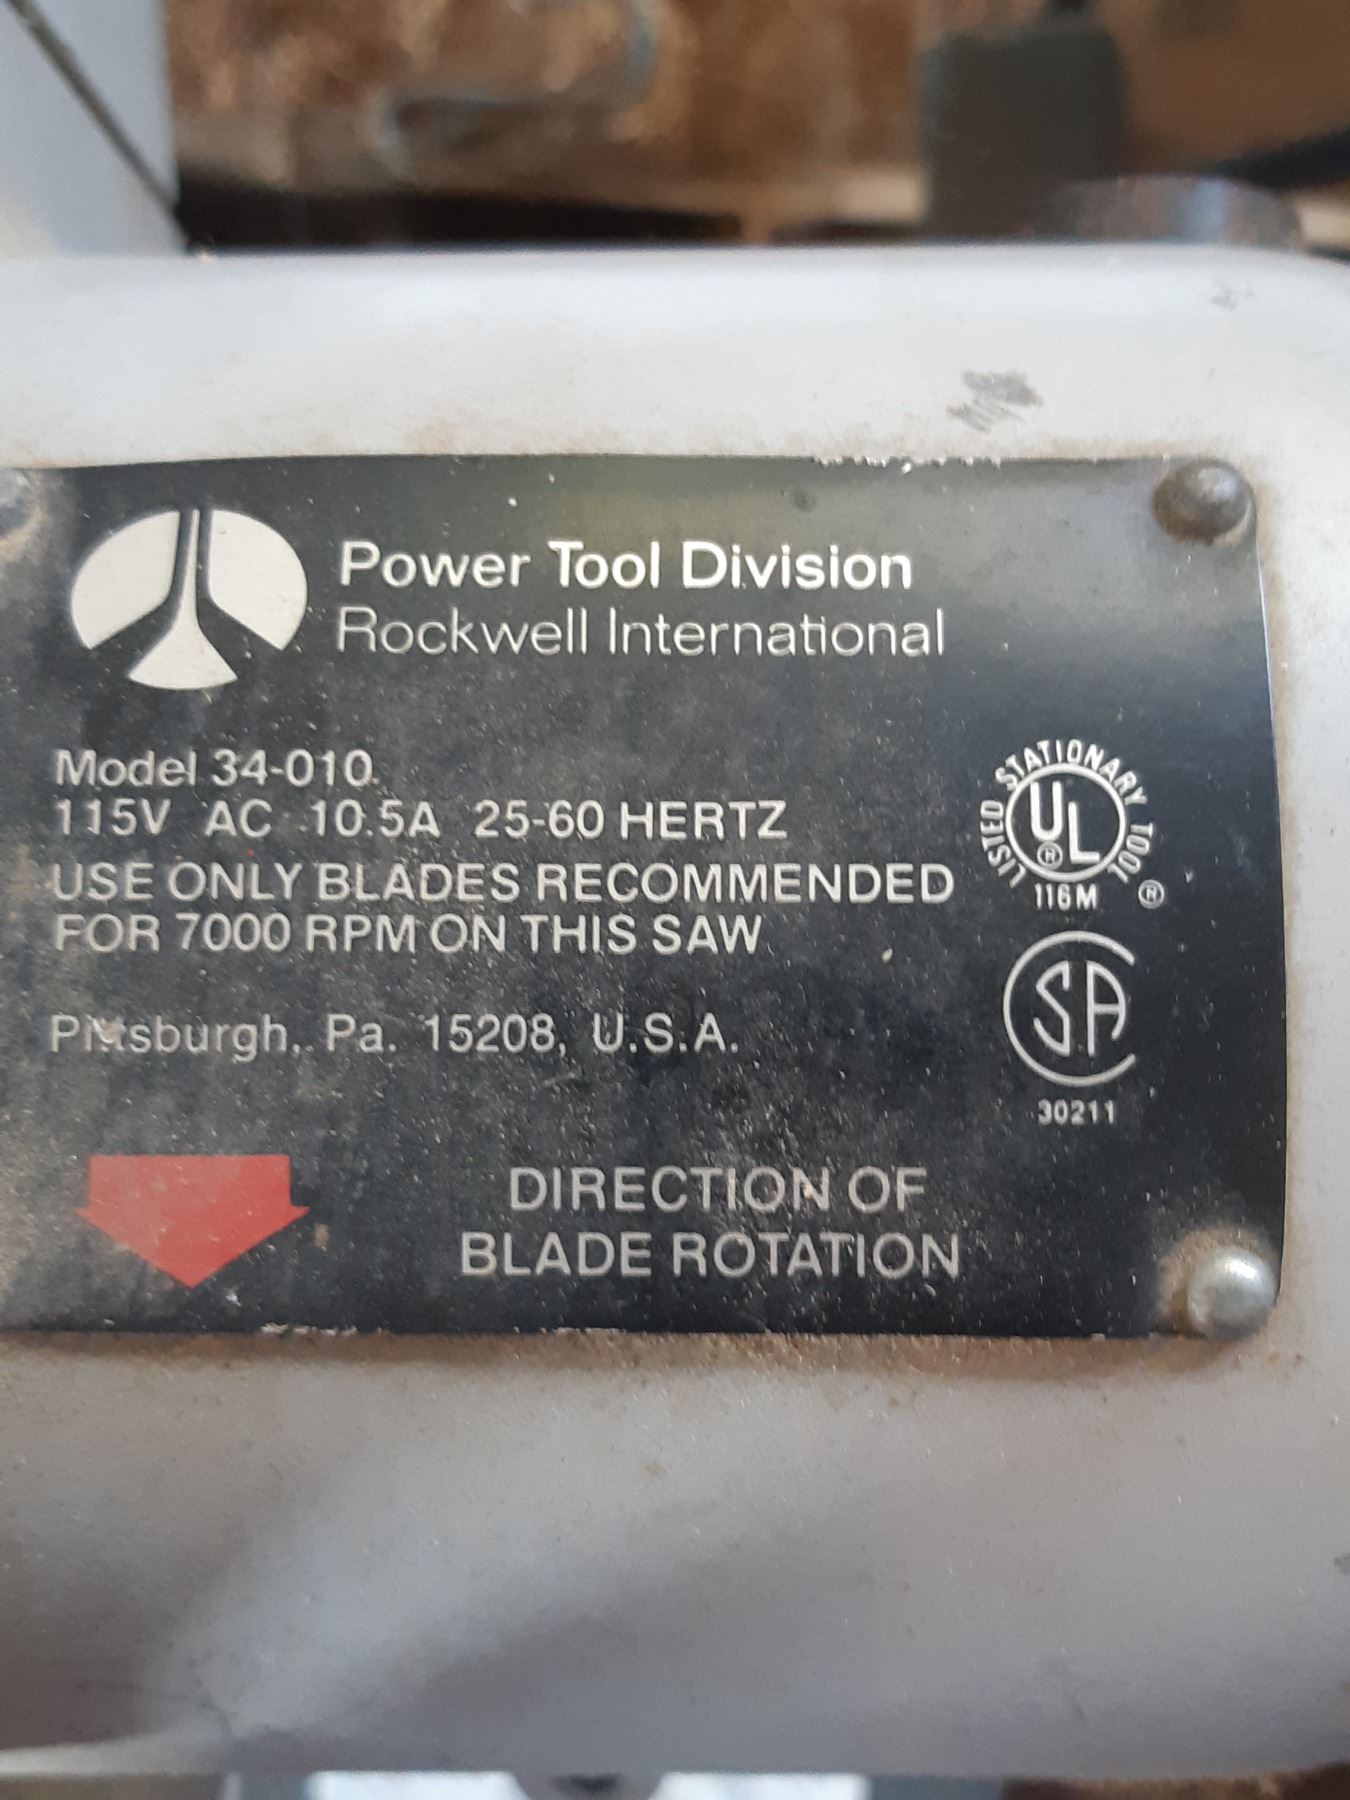 Power Tool Division
Rockwell International
Model 34-010
115V AC 10.5A 25-60 HERTZ
USE ONLY BLADES RECOMMENDED
FOR 7000 RPM ON THIS SAW
Pittsburgh, Pa. 15208, U.S.A.
LISTED STATIONARY TOOL ®
UL ®
116M
SA
30211
DIRECTION OF
BLADE ROTATION